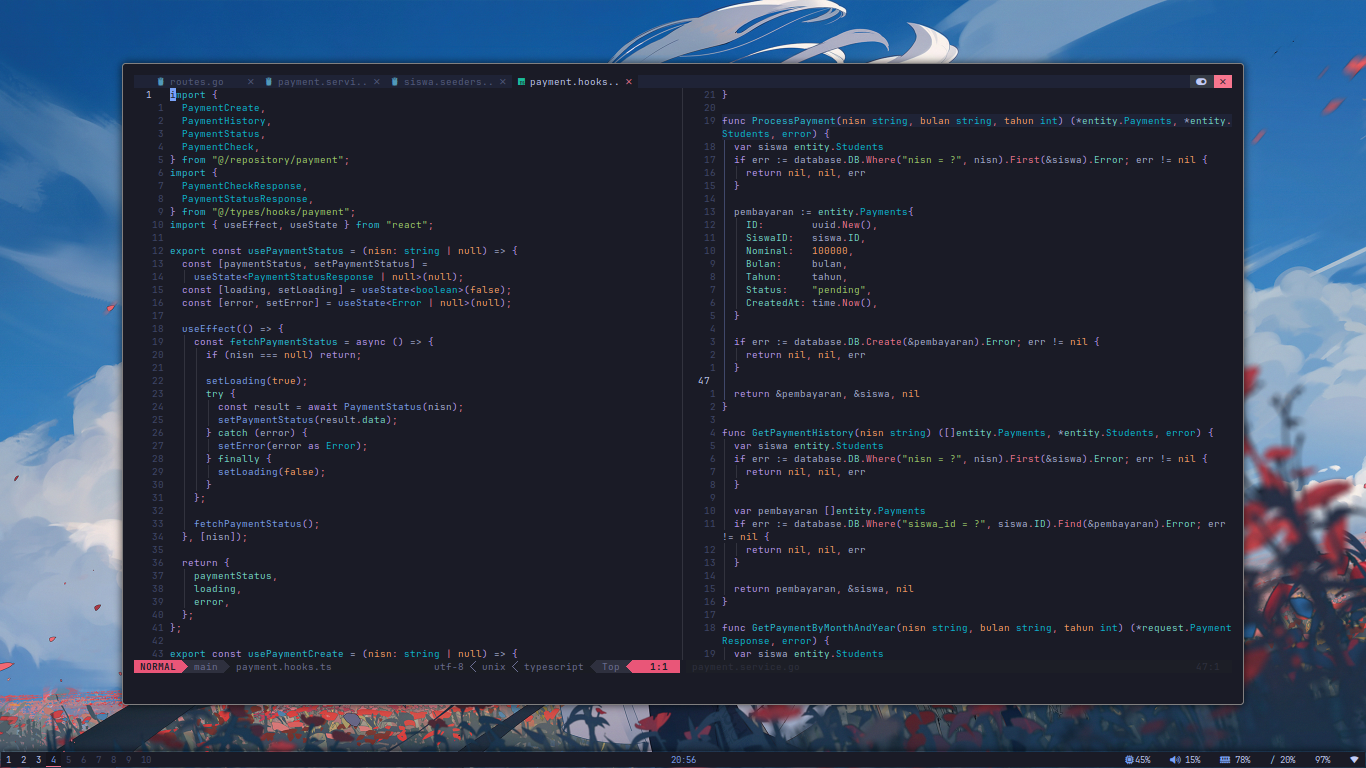 routes.go × payment.servi.. × siswa.seeders.. × payment.hooks.. ×
1 import {
1 PaymentCreate,
2 PaymentHistory,
3 PaymentStatus,
4 PaymentCheck,
5 } from "@/repository/payment";
6 import {
7 PaymentCheckResponse,
8 PaymentStatusResponse,
9 } from "@/types/hooks/payment";
10 import { useEffect, useState } from "react";
11
12 export const usePaymentStatus = (nisn: string | null) => {
13 const [paymentStatus, setPaymentStatus] =
14 useState<PaymentStatusResponse | null>(null);
15 const [loading, setLoading] = useState<boolean>(false);
16 const [error, setError] = useState<Error | null>(null);
17
18 useEffect(() => {
19 const fetchPaymentStatus = async () => {
20 if (nisn === null) return;
21
22 setLoading(true);
23 try {
24 const result = await PaymentStatus(nisn);
25 setPaymentStatus(result.data);
26 } catch (error) {
27 setError(error as Error);
28 } finally {
29 setLoading(false);
30 }
31 };
32
33 fetchPaymentStatus();
34 }, [nisn]);
35
36 return {
37 paymentStatus,
38 loading,
39 error,
40 };
41 };
42
43 export const usePaymentCreate = (nisn: string | null) => {
NORMAL main payment.hooks.ts utf-8 < unix < typescript Top 1:1
21 }
20
19 func ProcessPayment(nisn string, bulan string, tahun int) (*entity.Payments, *entity.
Students, error) {
18 var siswa entity.Students
17 if err := database.DB.Where("nisn = ?", nisn).First(&siswa).Error; err != nil {
16 return nil, nil, err
15 }
14
13 pembayaran := entity.Payments{
12 ID: uuid.New(),
11 SiswaID: siswa.ID,
10 Nominal: 100000,
9 Bulan: bulan,
8 Tahun: tahun,
7 Status: "pending",
6 CreatedAt: time.Now(),
5 }
4
3 if err := database.DB.Create(&pembayaran).Error; err != nil {
2 return nil, nil, err
1 }
47
1 return &pembayaran, &siswa, nil
2 }
3
4 func GetPaymentHistory(nisn string) ([]entity.Payments, *entity.Students, error) {
5 var siswa entity.Students
6 if err := database.DB.Where("nisn = ?", nisn).First(&siswa).Error; err != nil {
7 return nil, nil, err
8 }
9
10 var pembayaran []entity.Payments
11 if err := database.DB.Where("siswa_id = ?", siswa.ID).Find(&pembayaran).Error; err
!= nil {
12 return nil, nil, err
13 }
14
15 return pembayaran, &siswa, nil
16 }
17
18 func GetPaymentByMonthAndYear(nisn string, bulan string, tahun int) (*request.Payment
Response, error) {
19 var siswa entity.Students
payment.service.go 47:1
1 2 3 4 5 6 7 8 9 10 20:56 45% 15% 78% / 20% 97%